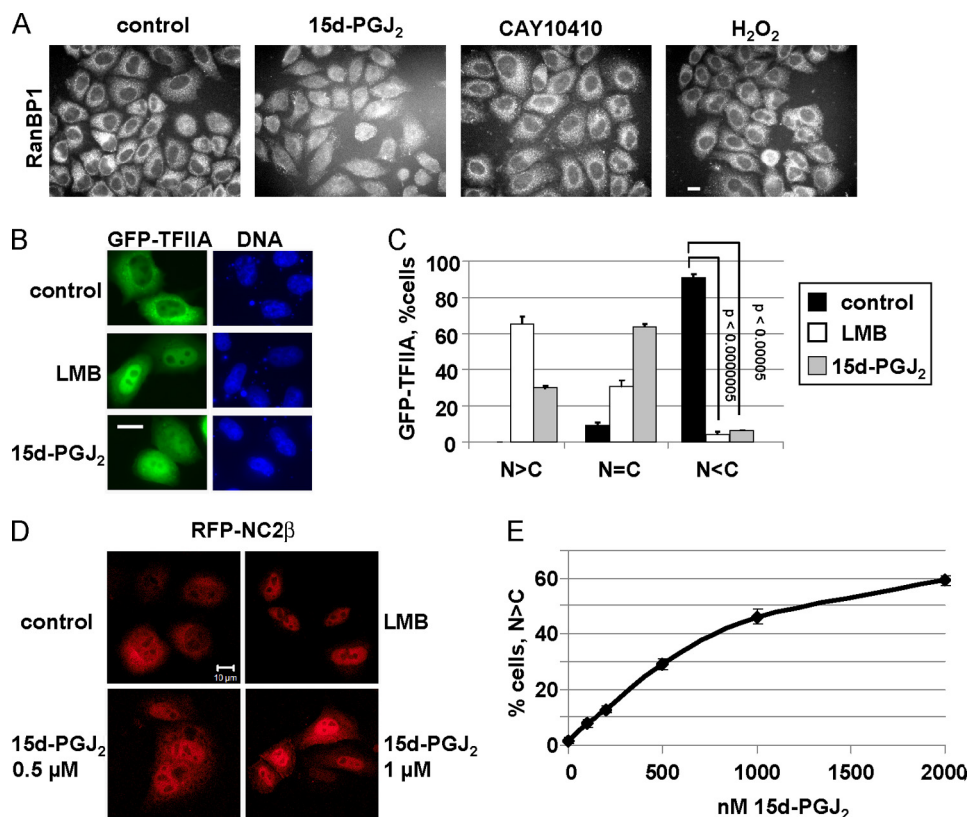 A
control
15d-PGJ₂
CAY10410
H₂O₂
RanBP1
B
GFP-TFIIA
DNA
control
LMB
15d-PGJ₂
C
GFP-TFIIA, %cells
100
80
60
40
20
0
N>C
N=C
N<C
p < 0.00000005
p < 0.00005
control
LMB
15d-PGJ₂
D
RFP-NC2β
control
LMB
10 µm
15d-PGJ₂
0.5 µM
15d-PGJ₂
1 µM
E
% cells, N>C
60
40
20
0
0
500
1000
1500
2000
nM 15d-PGJ₂